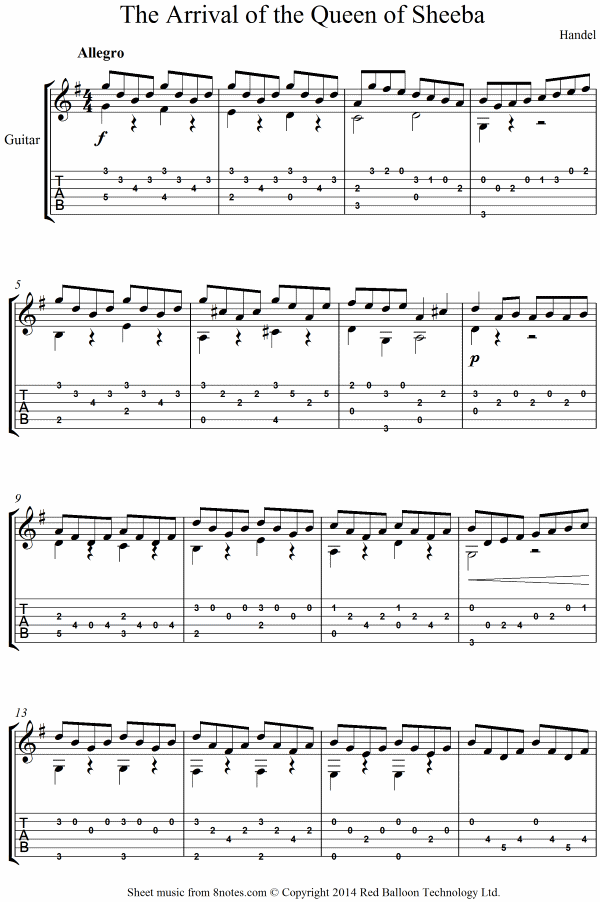 The Arrival of the Queen of Sheeba
Handel
Allegro
Guitar
f
5
p
9
13
Sheet music from 8notes.com © Copyright 2014 Red Balloon Technology Ltd.